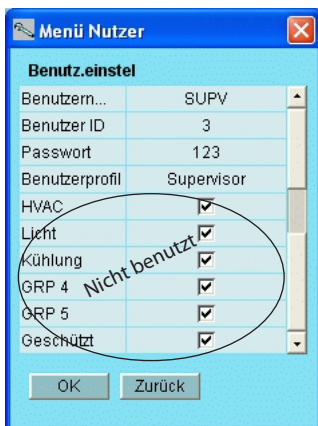 Menü Nutzer
Benutz.einstel
Benutzern... SUPV
Benutzer ID 3
Passwort 123
Benutzerprofil Supervisor
HVAC
Licht
Kühlung
GRP 4
GRP 5
Geschützt
Nicht benutzt
OK Zurück